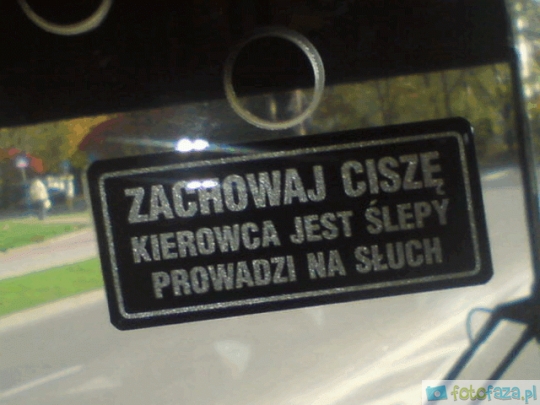 ZACHOWAJ CISZĘ
KIEROWCA JEST ŚLEPY
PROWADZI NA SŁUCH
fotofaza.pl